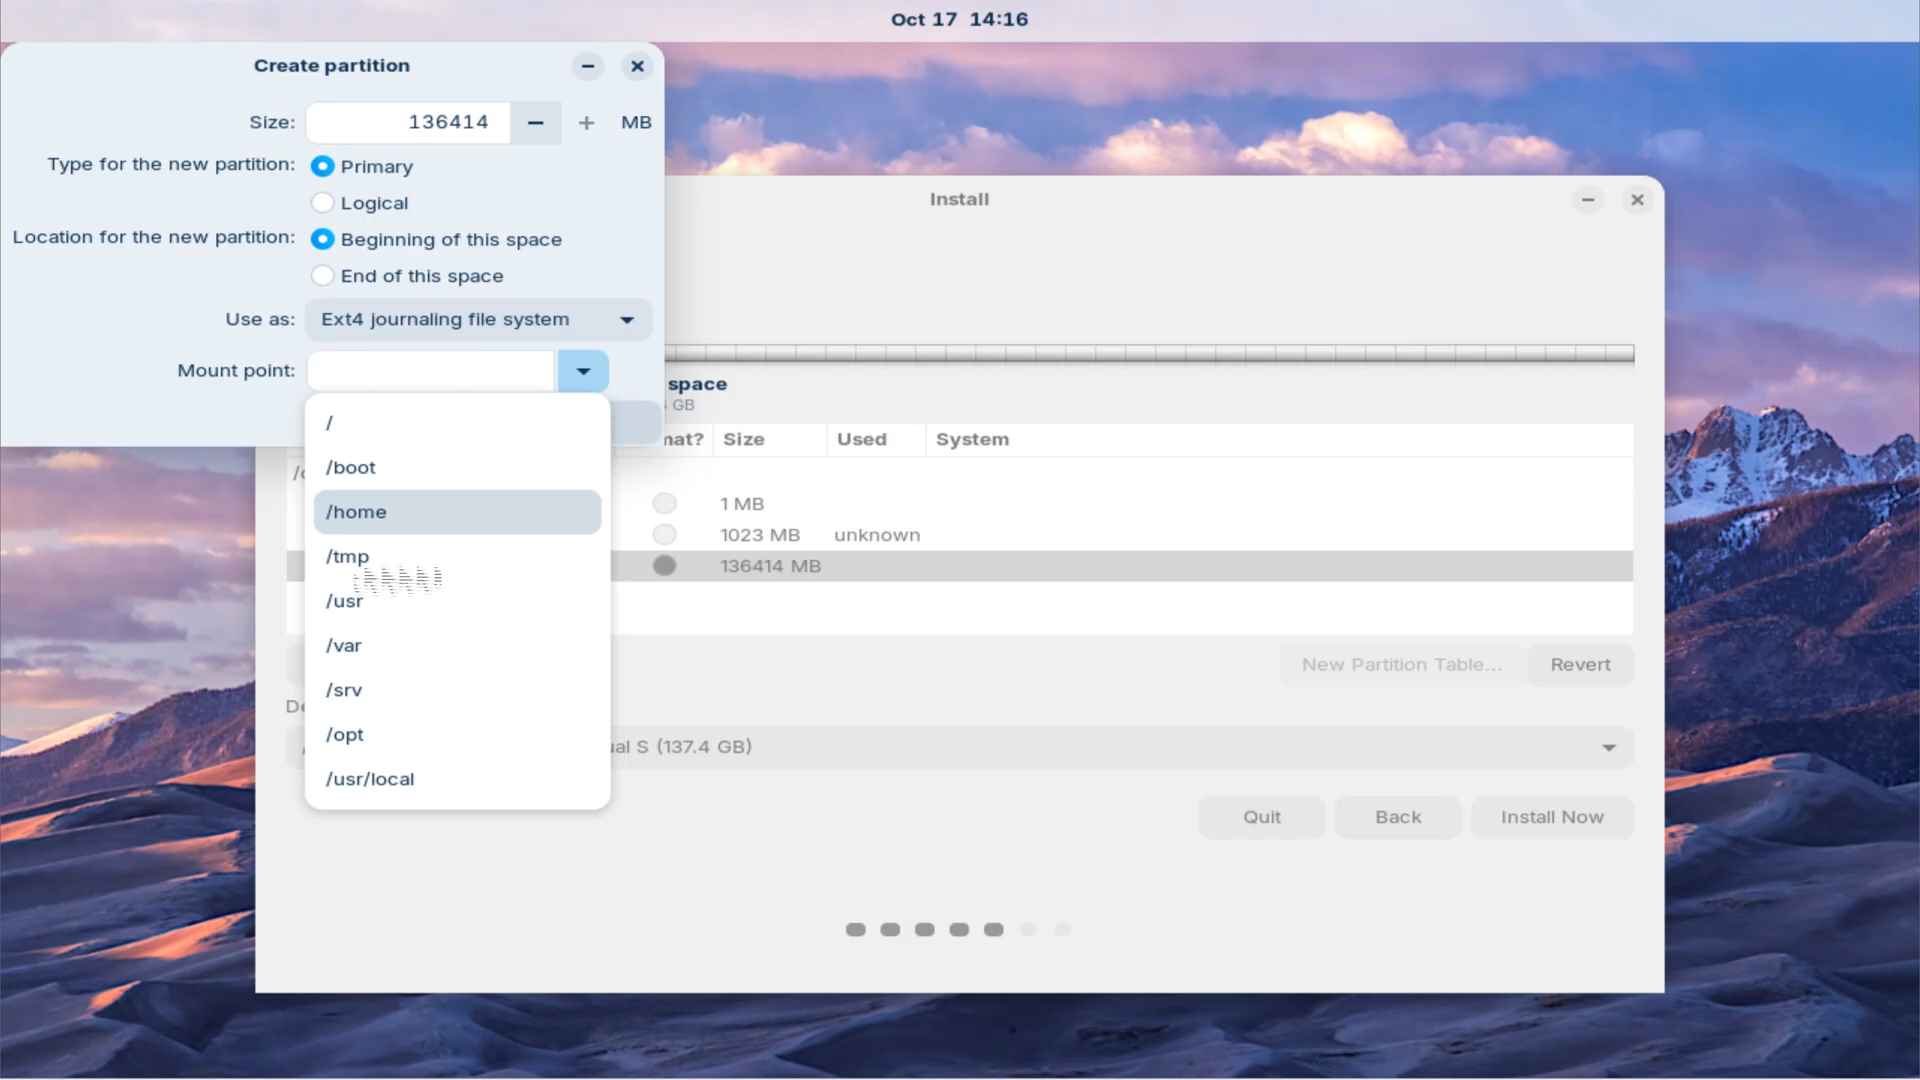 Oct 17 14:16
Create partition
Size: 136414 MB
Type for the new partition: Primary
Logical
Location for the new partition: Beginning of this space
End of this space
Use as: Ext4 journaling file system
Mount point:
/
/boot
/home
/tmp
/usr
/var
/srv
/opt
/usr/local
Install
space
GB
Size Used System
1 MB
1023 MB unknown
136414 MB
New Partition Table... Revert
S (137.4 GB)
Quit Back Install Now